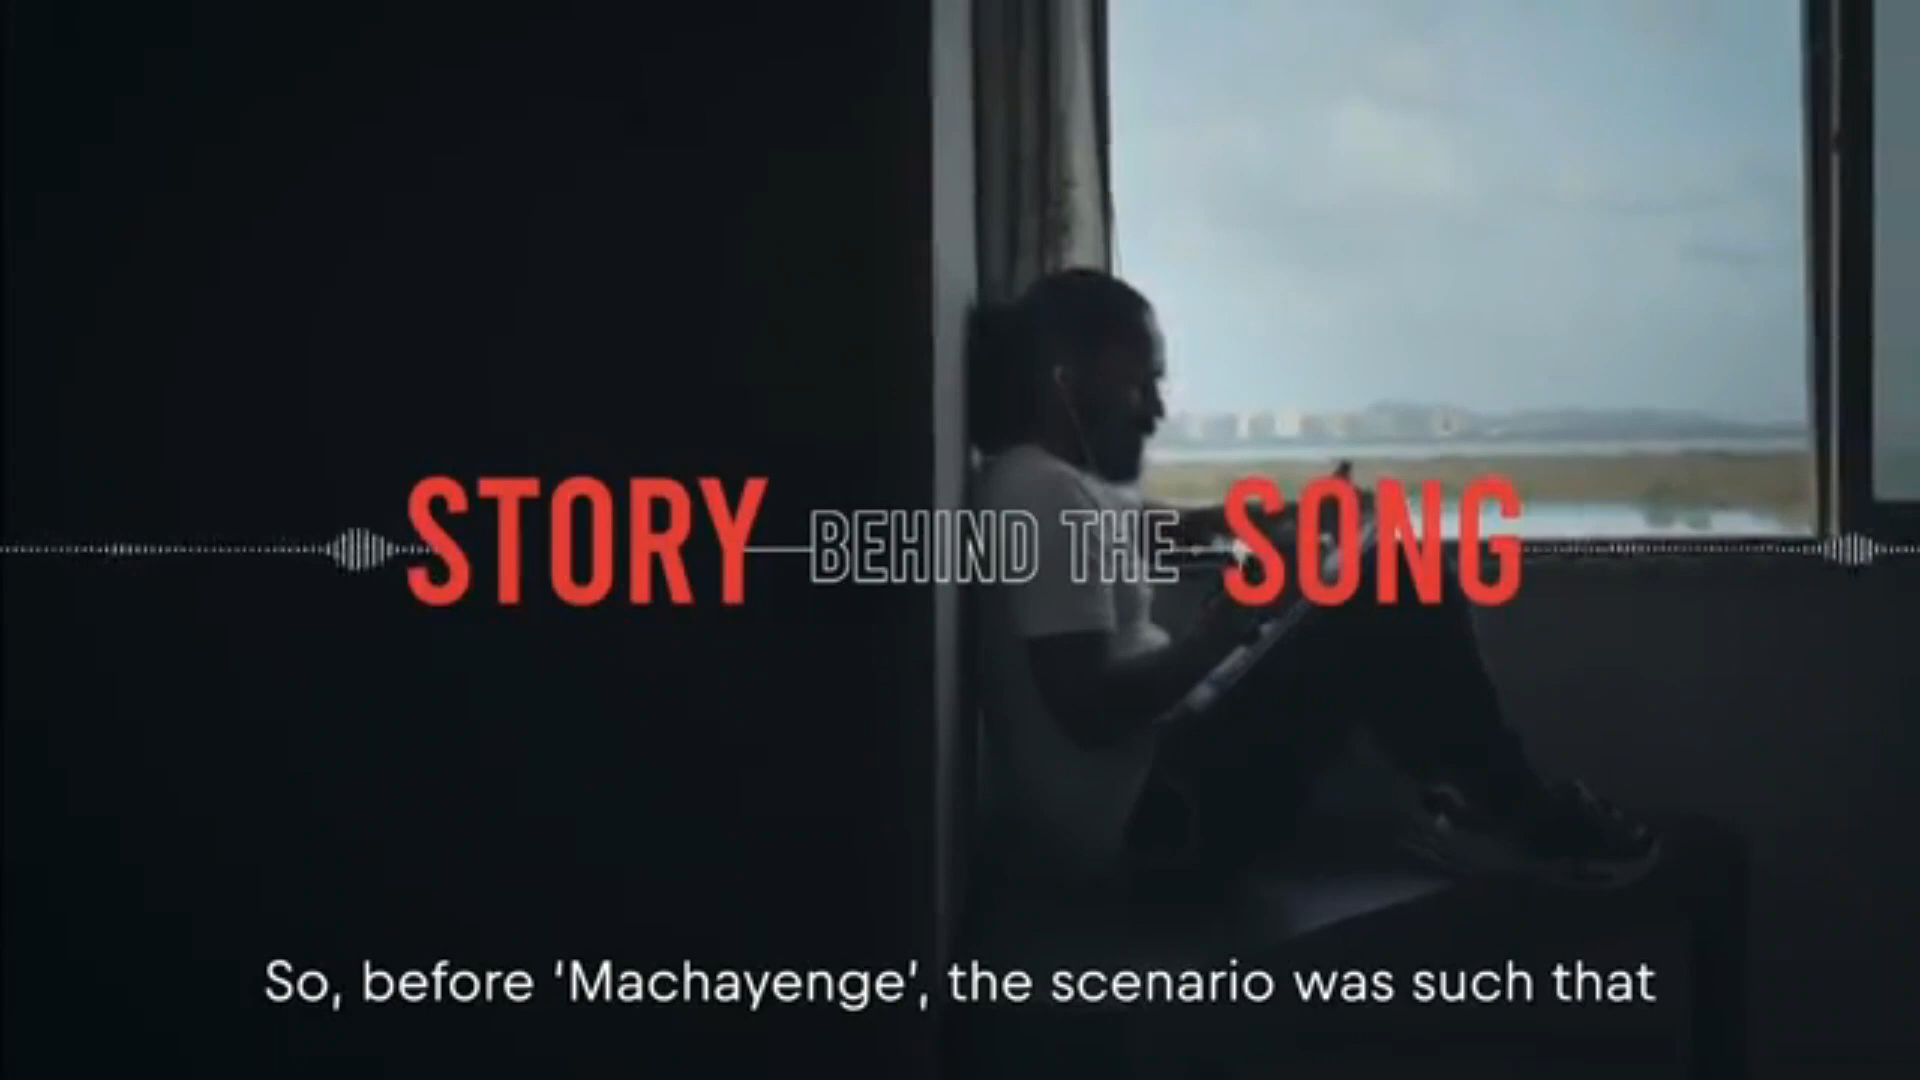 STORY BEHIND THE SONG
So, before ‘Machayenge’, the scenario was such that